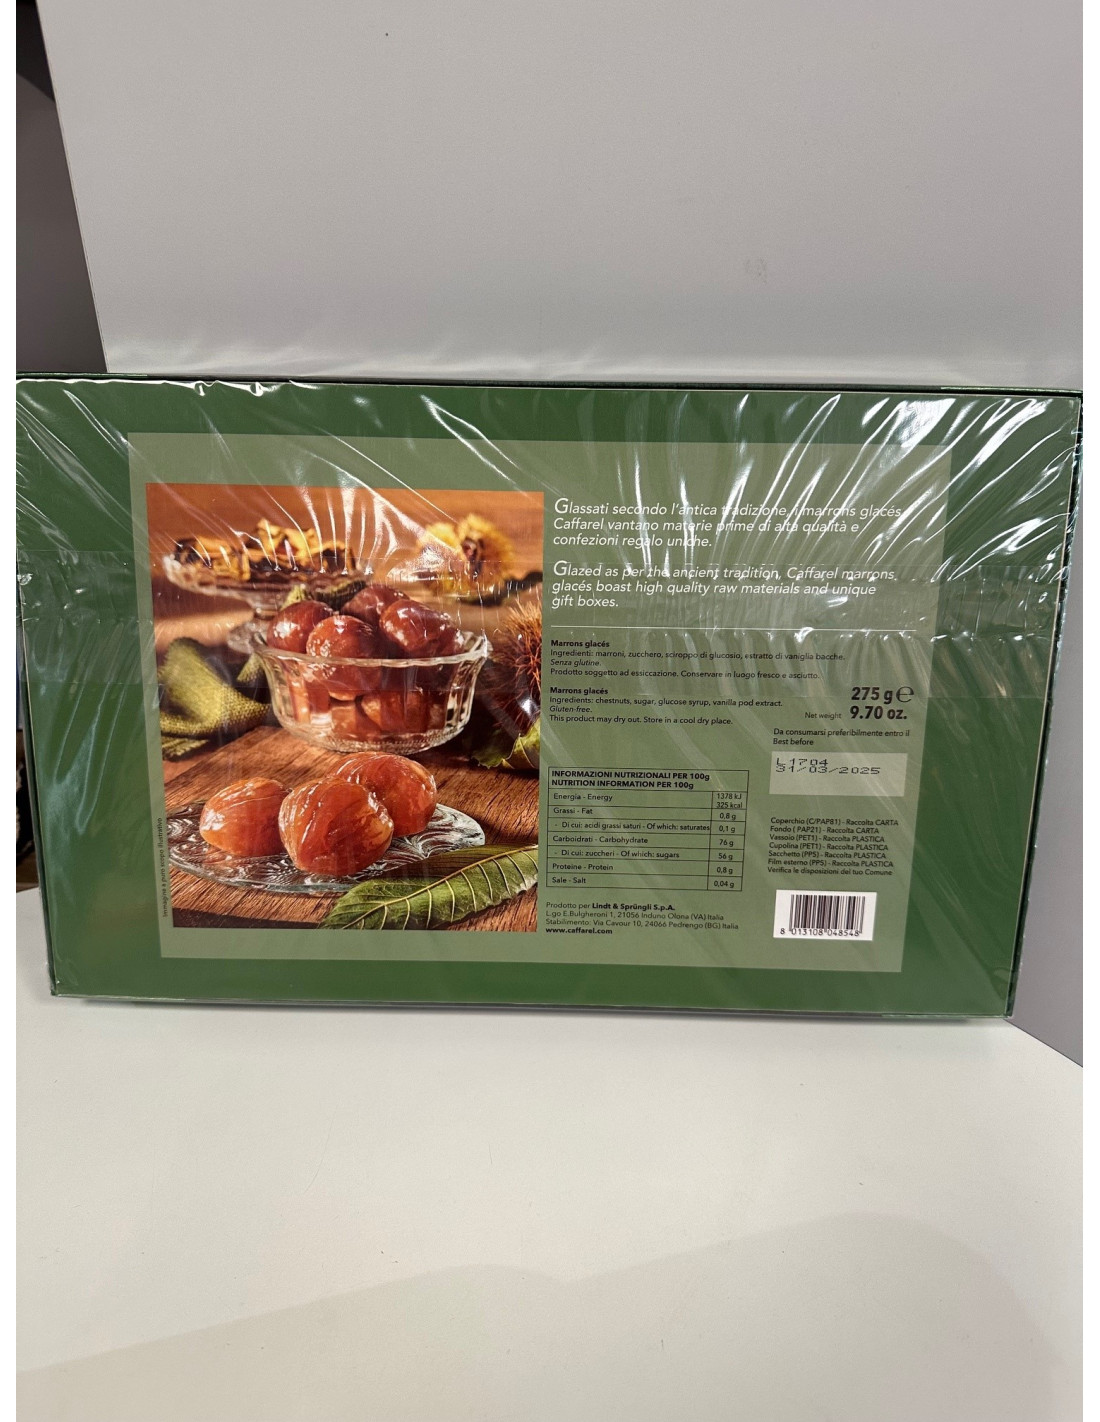 Glassati secondo l'antica tradizione, i marrons glacés
Caffarel vantano materie prime di alta qualità e
confezioni regalo uniche.
Glazed as per the ancient tradition, Caffarel marrons
glacés boast high quality raw materials and unique
gift boxes.
Marrons glacés
Ingredienti: marroni, zucchero, sciroppo di glucosio, estratto di vaniglia bacche.
Senza glutine.
Prodotto soggetto ad essiccazione. Conservare in luogo fresco e asciutto.
Marrons glacés
Ingredients: chestnuts, sugar, glucose syrup, vanilla pod extract.
Gluten-free.
This product may dry out. Store in a cool dry place.
275 g e
Net weight 9.70 oz.
Da consumarsi preferibilmente entro il
Best before
L1704
31/03/2025
INFORMAZIONI NUTRIZIONALI PER 100g
NUTRITION INFORMATION PER 100g
Energia - Energy 1378 kJ
325 kcal
Grassi - Fat 0,8 g
- Di cui: acidi grassi saturi - Of which: saturates 0,1 g
Carboidrati - Carbohydrate 76 g
- Di cui: zuccheri - Of which: sugars 56 g
Proteine - Protein 0,8 g
Sale - Salt 0,04 g
Coperchio (C/PAP81) - Raccolta CARTA
Fondo ( PAP21) - Raccolta CARTA
Vassoio (PET1) - Raccolta PLASTICA
Cupolina (PET1) - Raccolta PLASTICA
Sacchetto (PP5) - Raccolta PLASTICA
Film esterno (PP5) - Raccolta PLASTICA
Verifica le disposizioni del tuo Comune
Prodotto per Lindt & Sprüngli S.p.A.
L.go E.Bulgheroni 1, 21056 Induno Olona (VA) Italia
Stabilimento: Via Cavour 10, 24066 Pedrengo (BG) Italia
www.caffarel.com
8 013108 048548
Immagine a puro scopo illustrativo